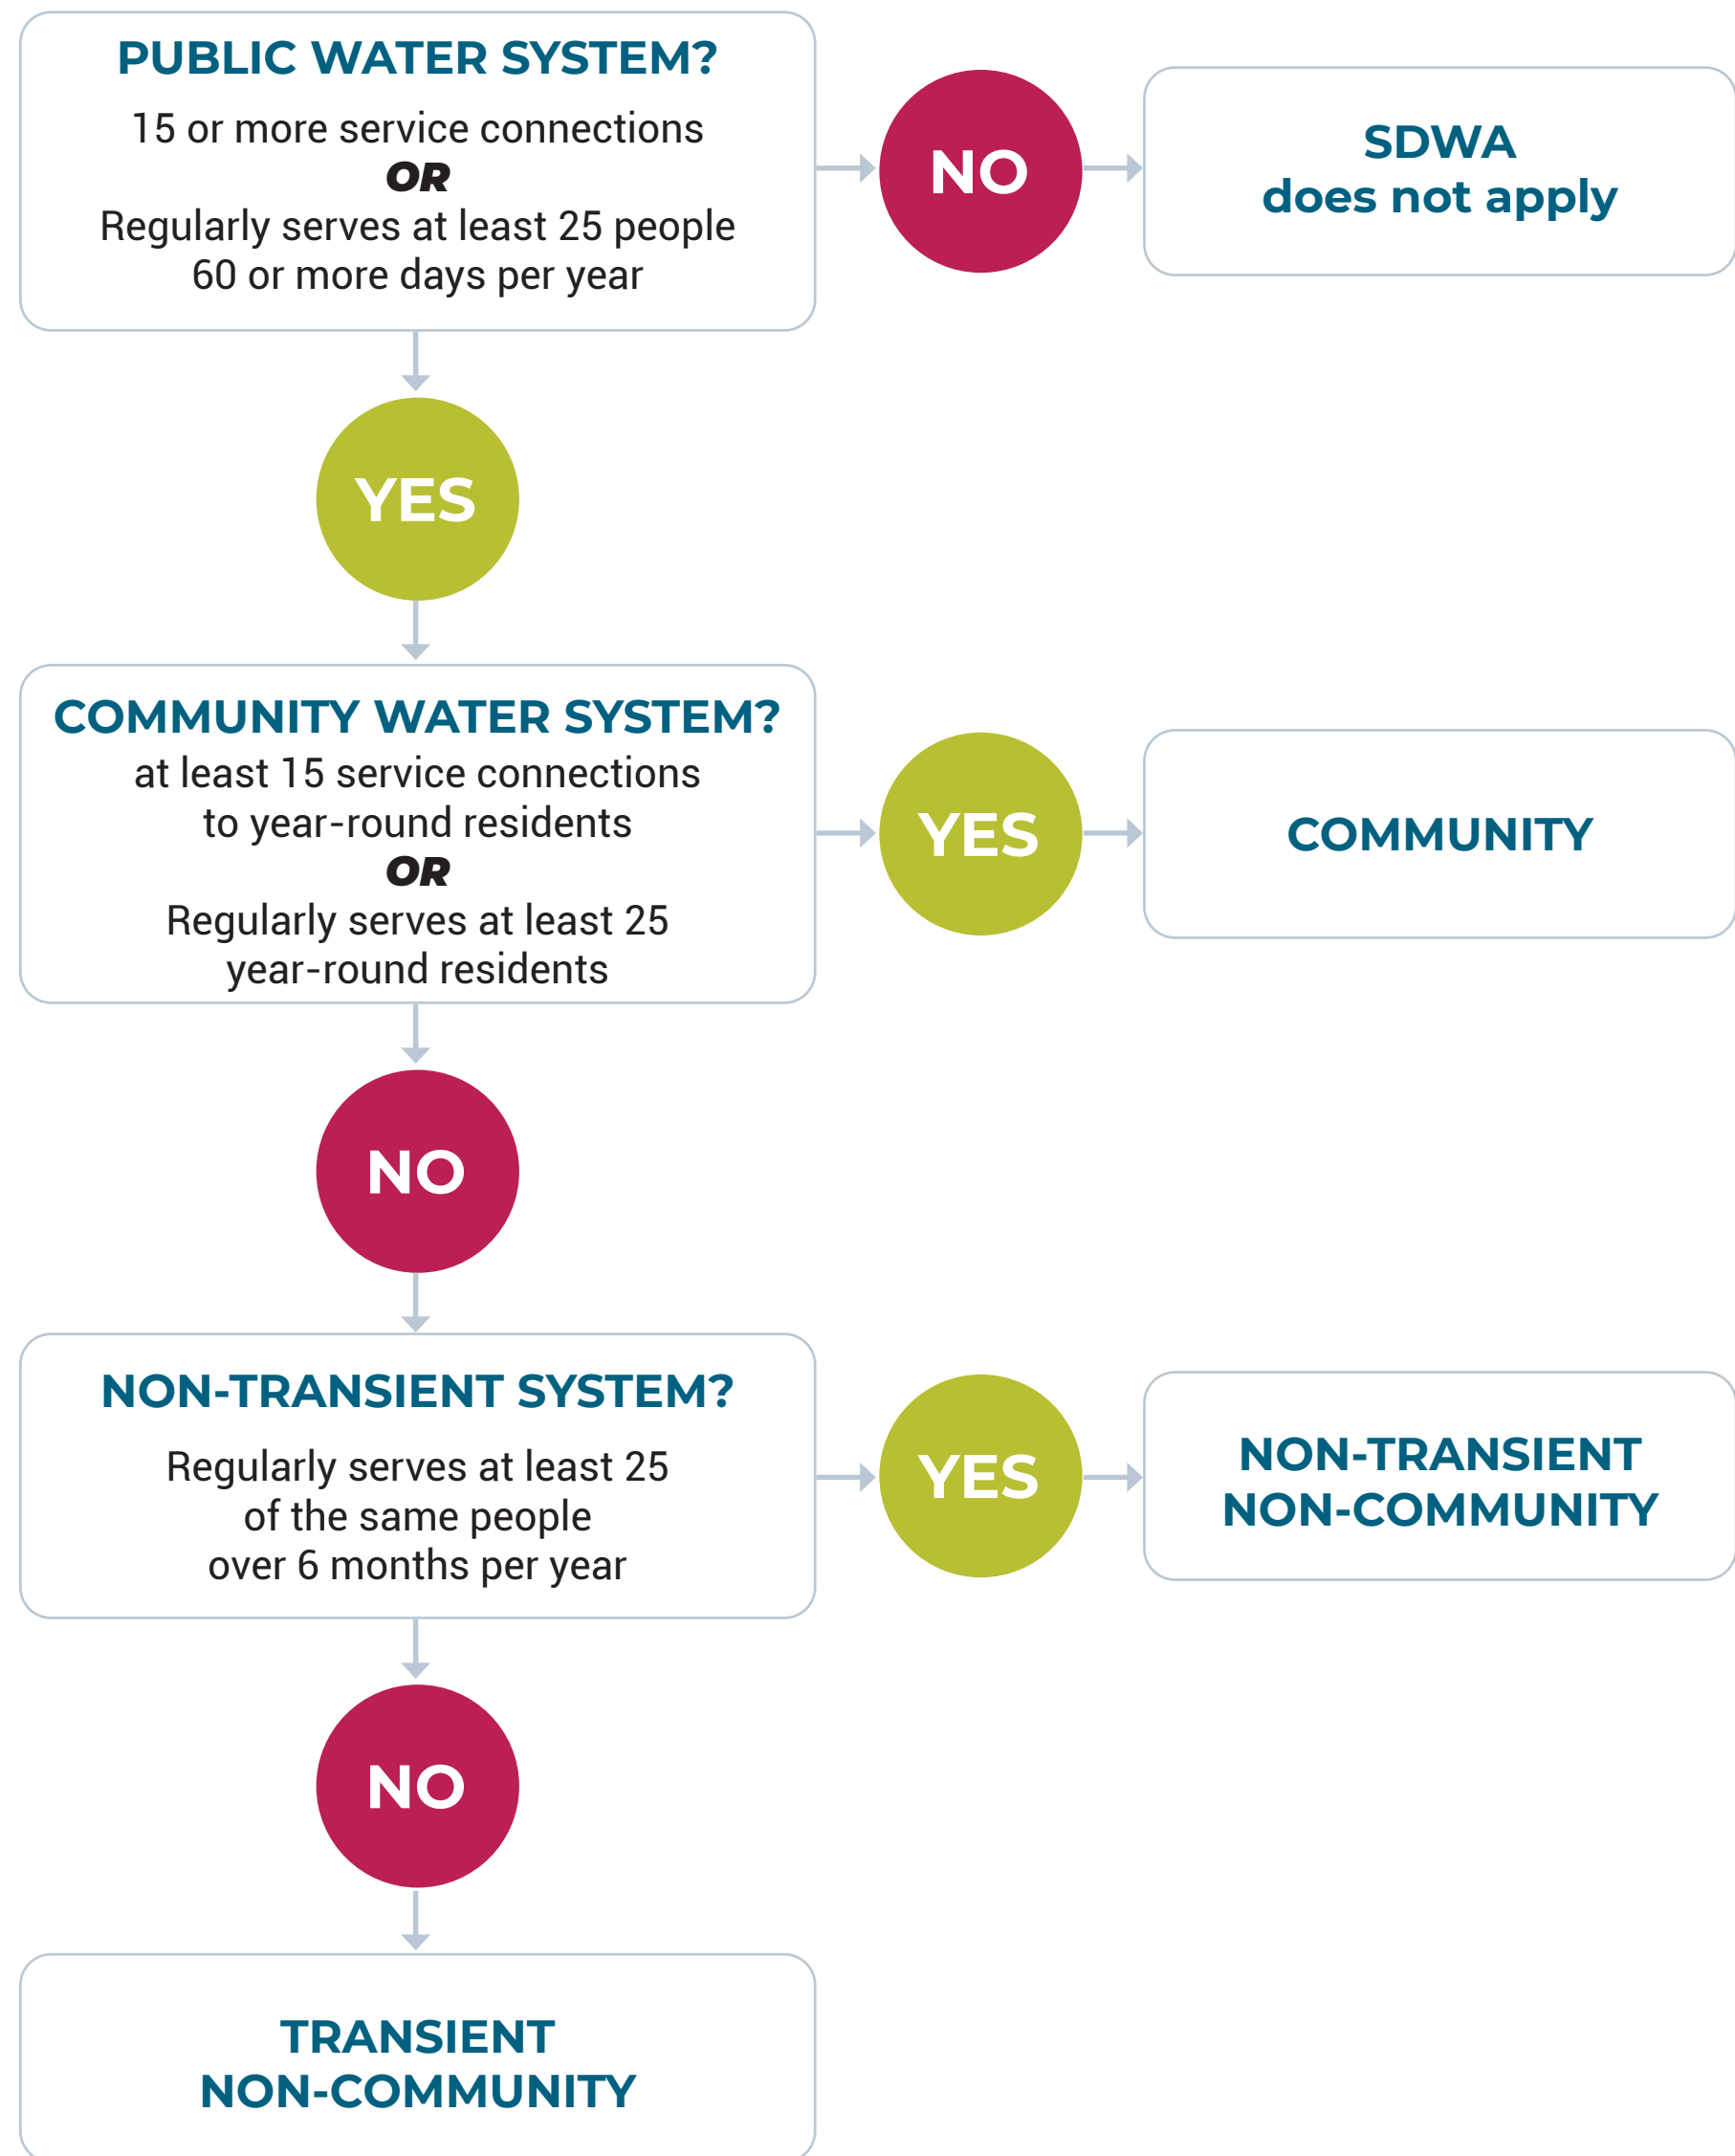 PUBLIC WATER SYSTEM?
15 or more service connections
OR
Regularly serves at least 25 people
60 or more days per year
NO
SDWA
does not apply
YES
COMMUNITY WATER SYSTEM?
at least 15 service connections
to year-round residents
OR
Regularly serves at least 25
year-round residents
YES
COMMUNITY
NO
NON-TRANSIENT SYSTEM?
Regularly serves at least 25
of the same people
over 6 months per year
YES
NON-TRANSIENT
NON-COMMUNITY
NO
TRANSIENT
NON-COMMUNITY